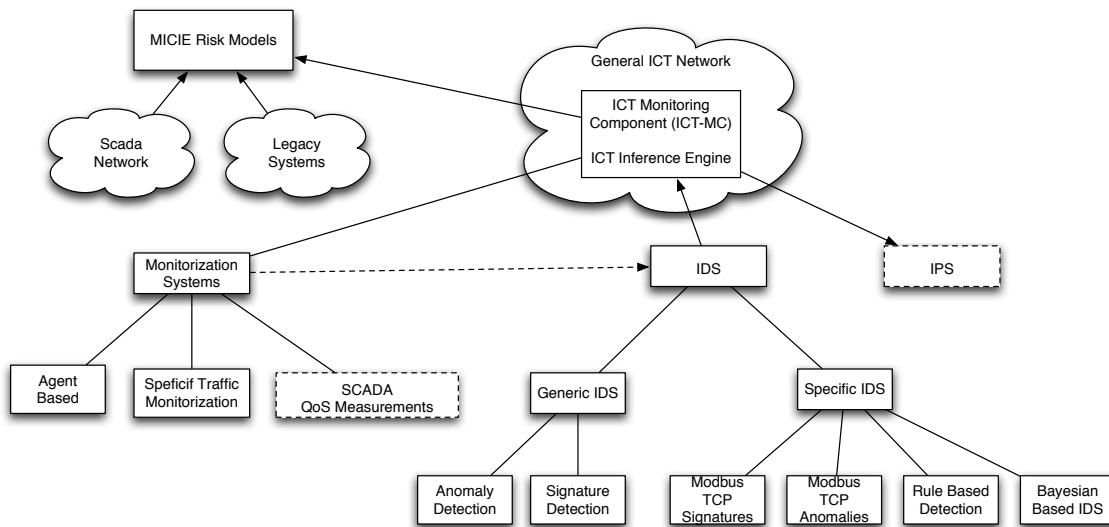 MICIE Risk Models
General ICT Network
ICT Monitoring
Component (ICT-MC)
ICT Inference Engine
Scada
Network
Legacy
Systems
Monitorization
Systems
IDS
IPS
Agent
Based
Speficif Traffic
Monitorization
SCADA
QoS Measurements
Generic IDS
Specific IDS
Anomaly
Detection
Signature
Detection
Modbus
TCP
Signatures
Modbus
TCP
Anomalies
Rule Based
Detection
Bayesian
Based IDS